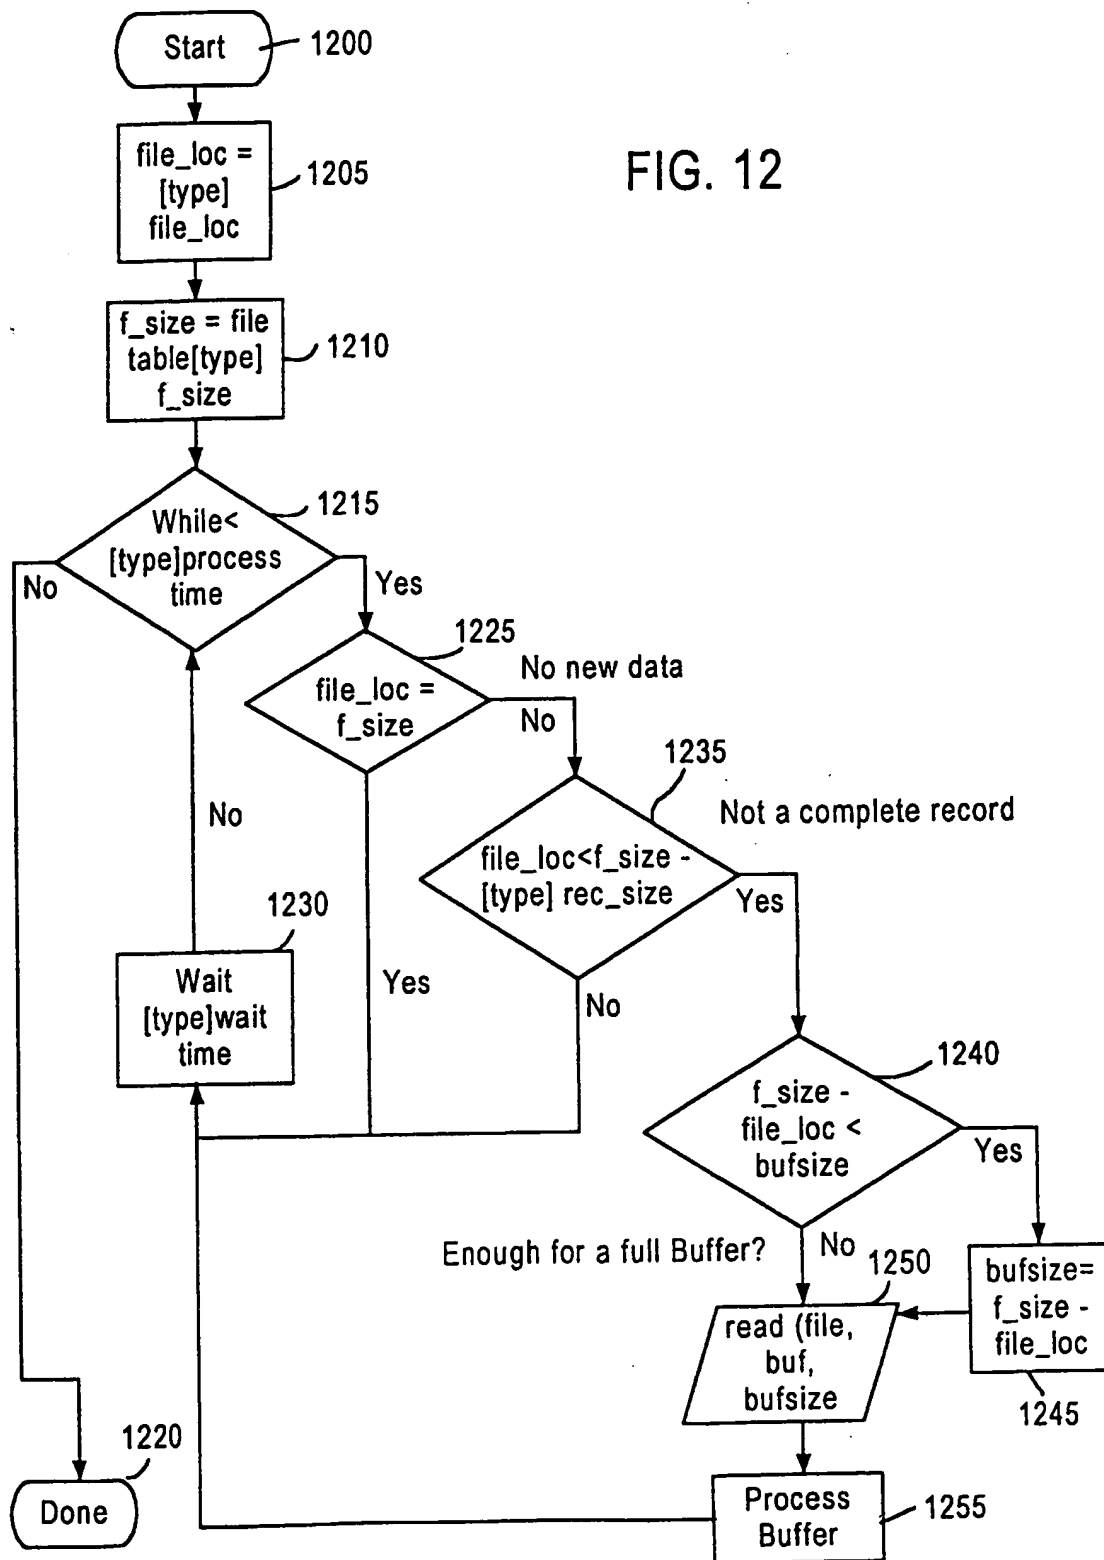 Start
1200
file_loc =
[type]
file_loc
1205
FIG. 12
f_size = file
table[type]
f_size
1210
While<
[type]process
time
1215
No
Yes
file_loc =
f_size
1225
No new data
No
Yes
file_loc<f_size -
[type] rec_size
1235
Not a complete record
Yes
No
No
1230
Wait
[type]wait
time
f_size -
file_loc <
bufsize
1240
Yes
Enough for a full Buffer?
No
bufsize=
f_size -
file_loc
1245
1250
read (file,
buf,
bufsize
Process
Buffer
1255
1220
Done